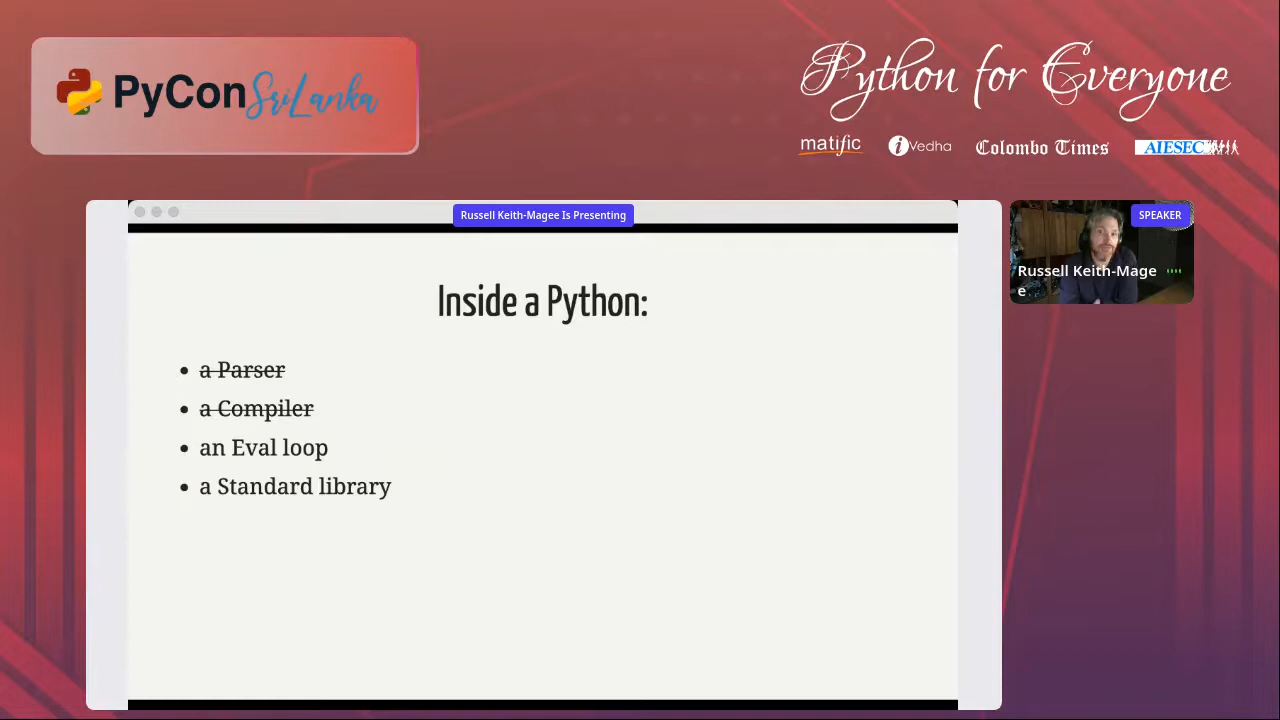 PyCon SriLanka
Python for Everyone
matific
iVedha
Colombo Times
AIESEC
Russell Keith-Magee Is Presenting
SPEAKER
Russell Keith-Mage
e
Inside a Python:
• a Parser
• a Compiler
• an Eval loop
• a Standard library